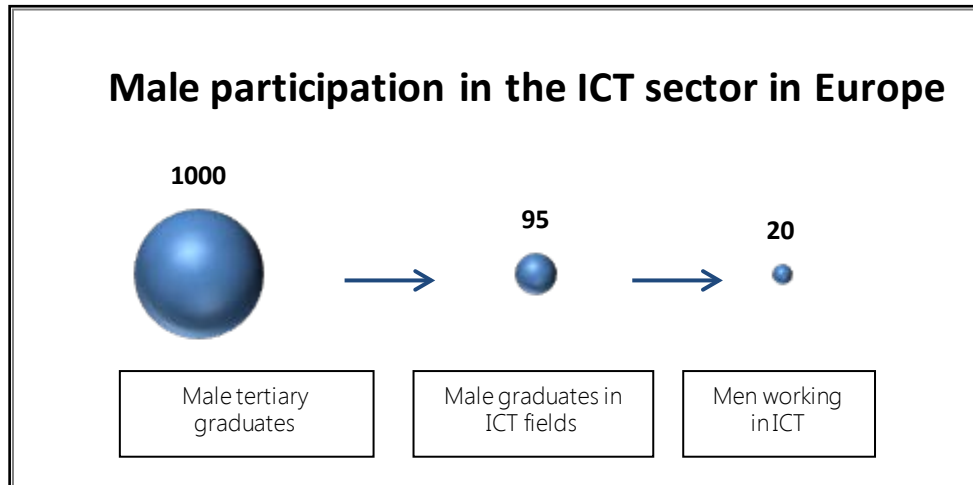 Male participation in the ICT sector in Europe
1000
95
20
Male tertiary
graduates
Male graduates in
ICT fields
Men working
in ICT